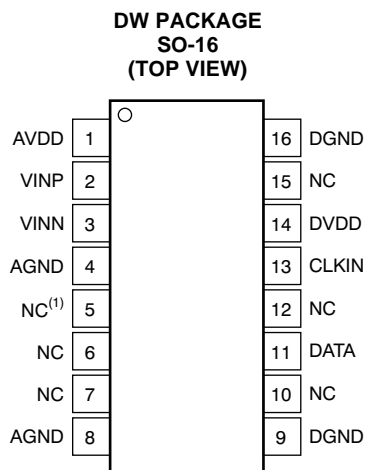 DW PACKAGE
SO-16
(TOP VIEW)
AVDD 1 16 DGND
VINP 2 15 NC
VINN 3 14 DVDD
AGND 4 13 CLKIN
NC(1) 5 12 NC
NC 6 11 DATA
NC 7 10 NC
AGND 8 9 DGND